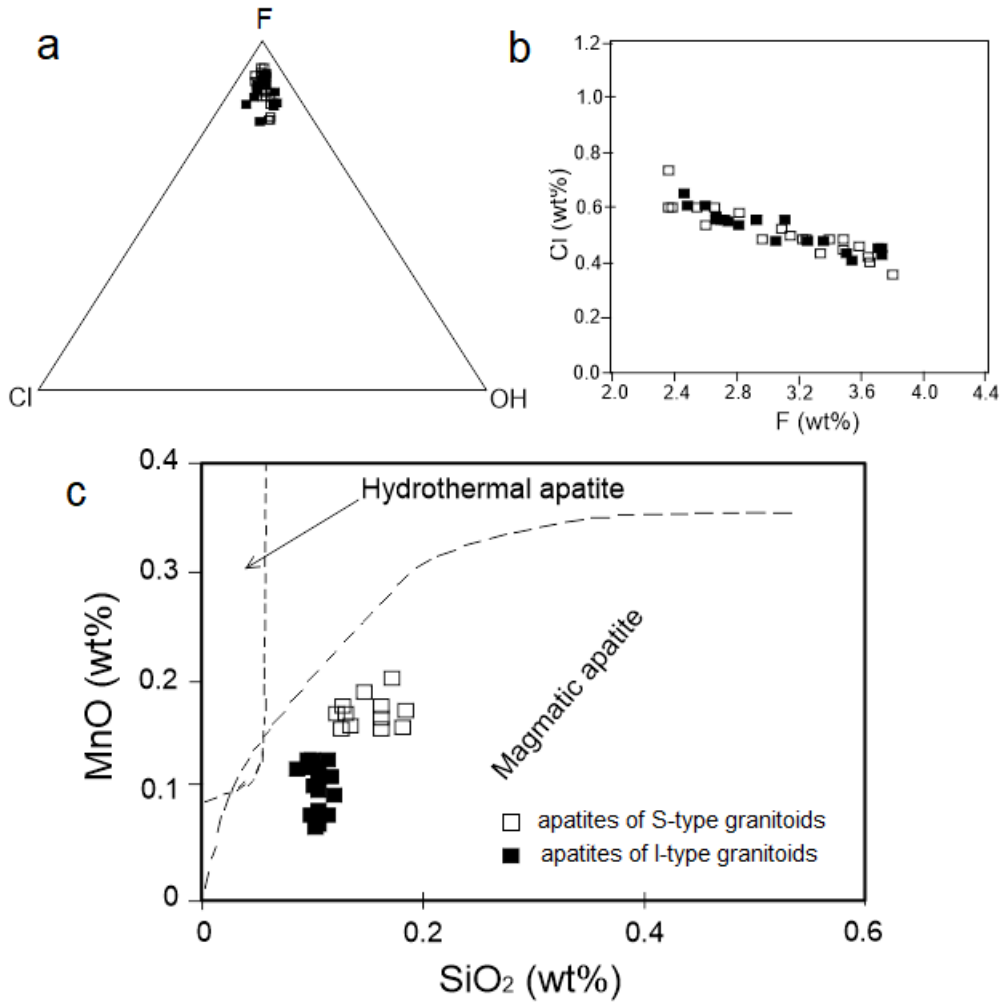 a
F
Cl
OH
b
1.2
1.0
0.8
0.6
0.4
0.2
0.0
Cl (wt%)
2.0 2.4 2.8 3.2 3.6 4.0 4.4
F (wt%)
c
0.4
0.3
0.2
0.1
0
MnO (wt%)
Hydrothermal apatite
Magmatic apatite
apatites of S-type granitoids
apatites of I-type granitoids
0 0.2 0.4 0.6
SiO₂ (wt%)